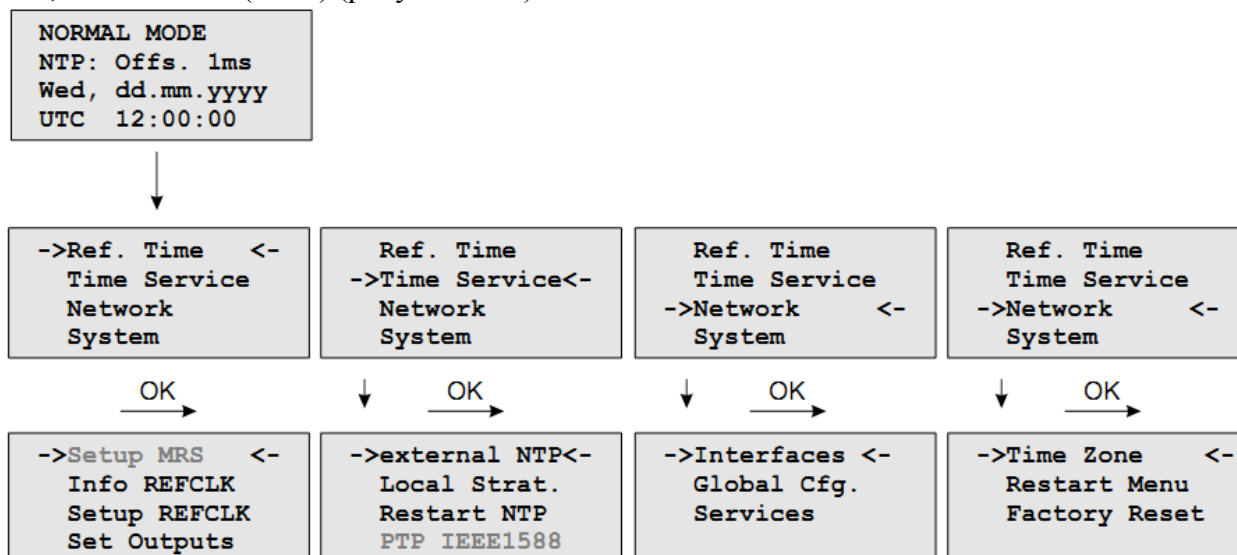 NORMAL MODE
NTP: Offs. 1ms
Wed, dd.mm.yyyy
UTC 12:00:00
->Ref. Time <-
Time Service
Network
System
Ref. Time
->Time Service<-
Network
System
Ref. Time
Time Service
->Network <-
System
Ref. Time
Time Service
->Network <-
System
OK
OK
OK
OK
->Setup MRS <-
Info REFCLK
Setup REFCLK
Set Outputs
->external NTP<-
Local Strat.
Restart NTP
PTP IEEE1588
->Interfaces <-
Global Cfg.
Services
->Time Zone <-
Restart Menu
Factory Reset